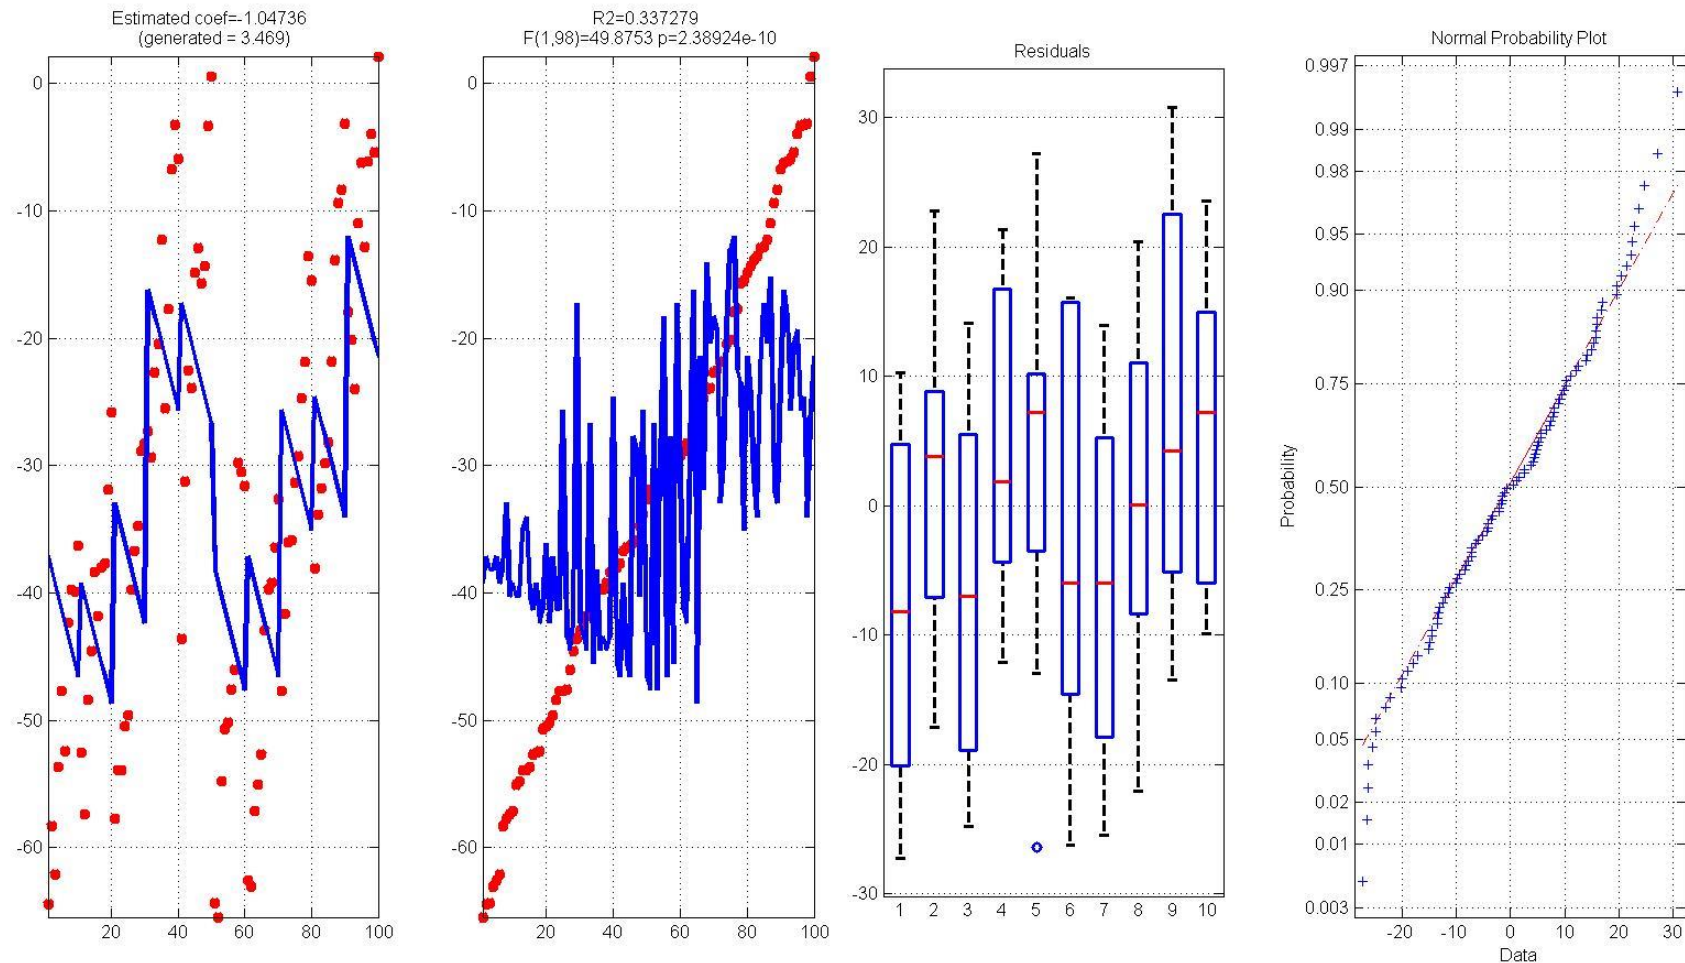 Estimated coef=-1.04736
(generated = 3.469)
0
-10
-20
-30
-40
-50
-60
20 40 60 80 100
R2=0.337279
F(1,98)=49.8753 p=2.38924e-10
0
-10
-20
-30
-40
-50
-60
20 40 60 80 100
Residuals
30
20
10
0
-10
-20
-30
1 2 3 4 5 6 7 8 9 10
Normal Probability Plot
0.997
0.99
0.98
0.95
0.90
0.75
0.50
0.25
0.10
0.05
0.02
0.01
0.003
Probability
-20 -10 0 10 20 30
Data